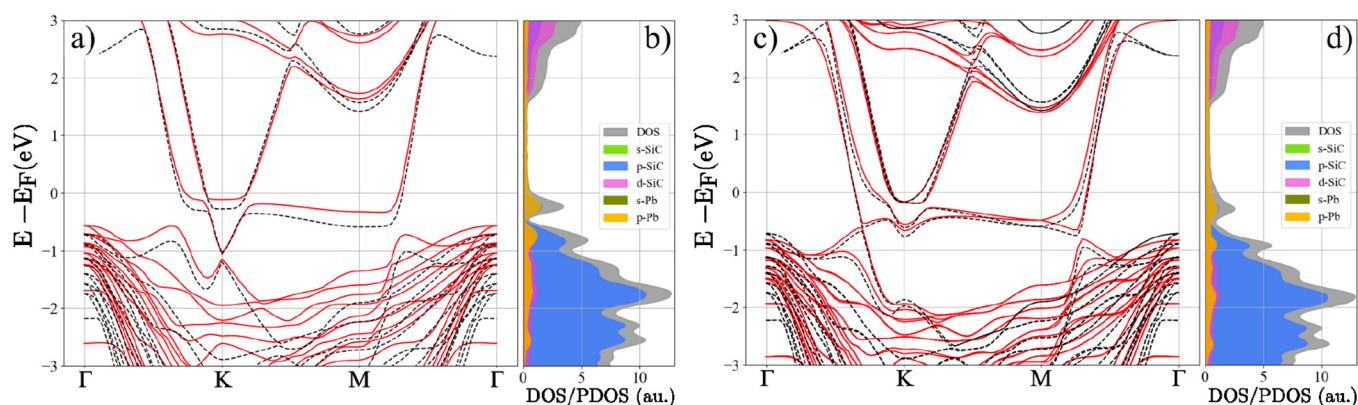 a)
E − E_F(eV)
3
2
1
0
−1
−2
−3
Γ
K
M
Γ
b)
DOS
s-SiC
p-SiC
d-SiC
s-Pb
p-Pb
0
5
10
DOS/PDOS (au.)
c)
E − E_F(eV)
3
2
1
0
−1
−2
−3
Γ
K
M
Γ
d)
DOS
s-SiC
p-SiC
d-SiC
s-Pb
p-Pb
0
5
10
DOS/PDOS (au.)